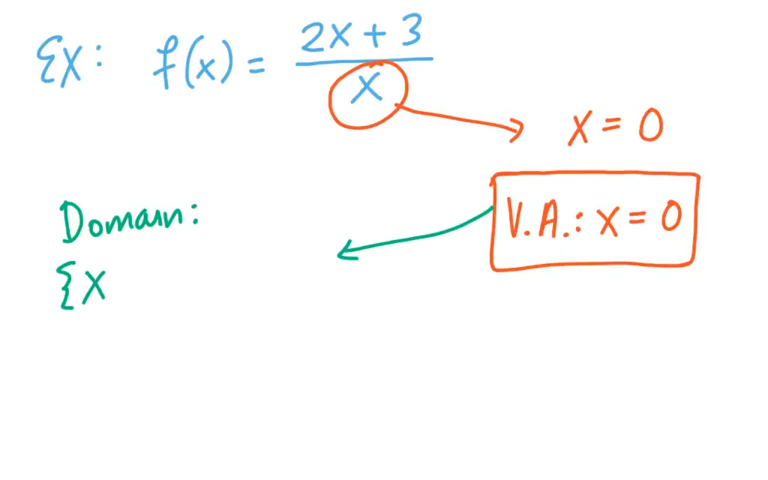 Ex: f(x) = 2x + 3
x
x = 0
V.A.: x = 0
Domain:
{x